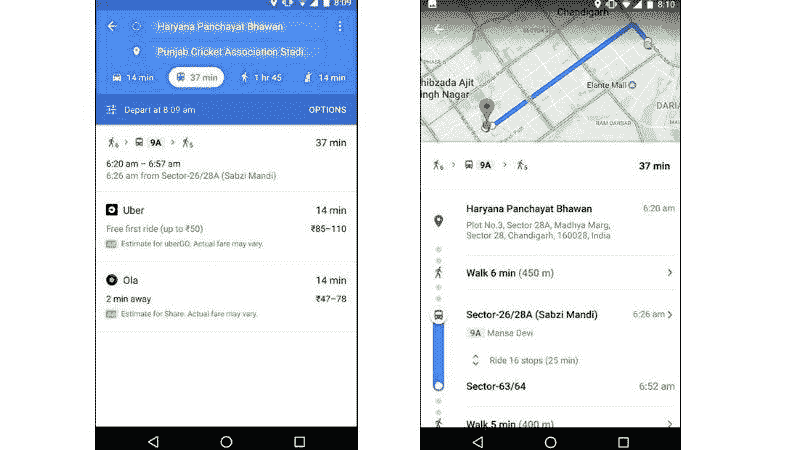 8:09
Haryana Panchayat Bhawan
Punjab Cricket Association Stadi...
14 min
37 min
1 hr 45
14 min
Depart at 8:09 am
OPTIONS
6 > 9A > 5
37 min
6:20 am – 6:57 am
6:26 am from Sector-26/28A (Sabzi Mandi)
Uber
14 min
Free first ride (up to ₹50)
₹85–110
Estimate for uberGO. Actual fare may vary.
Ola
14 min
2 min away
₹47–78
Estimate for Share. Actual fare may vary.
8:10
Chandigarh
hibzada Ajit
ingh Nagar
Elante Mall
DARIA
RAM DARBAR
6 > 9A > 5
37 min
Haryana Panchayat Bhawan
6:20 am
Plot No.3, Sector 28A, Madhya Marg,
Sector 28, Chandigarh, 160028, India
Walk 6 min (450 m)
Sector-26/28A (Sabzi Mandi)
6:26 am
9A Mansa Devi
Ride 16 stops (25 min)
Sector-63/64
6:52 am
Walk 5 min (400 m)